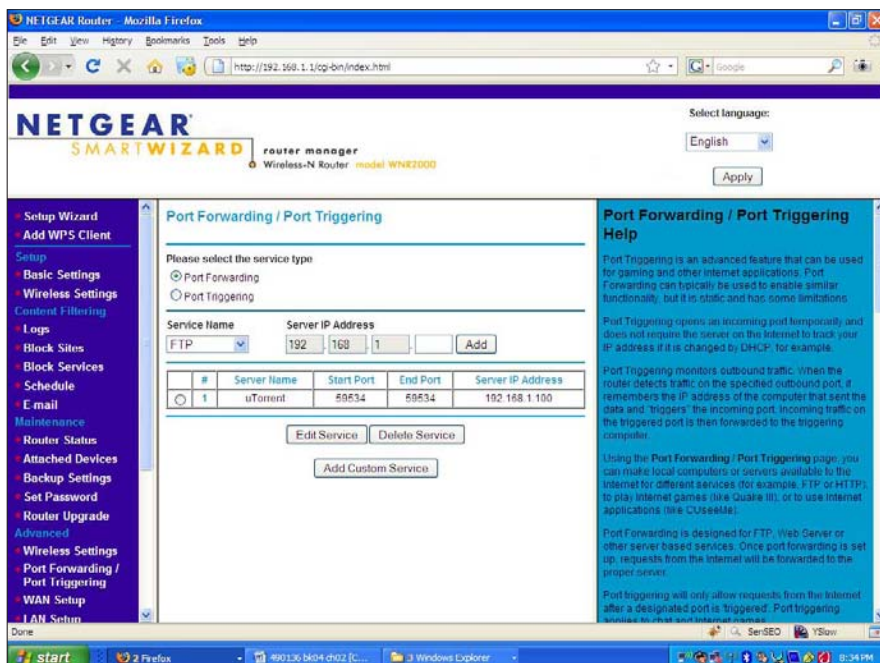 NETGEAR Router - Mozilla Firefox
File Edit View History Bookmarks Tools Help
http://192.168.1.1/cgi-bin/index.html
Google
NETGEAR
SMARTWIZARD router manager
Wireless-N Router model WNR2000
Select language:
English
Apply
Setup Wizard
Add WPS Client
Setup
Basic Settings
Wireless Settings
Content Filtering
Logs
Block Sites
Block Services
Schedule
E-mail
Maintenance
Router Status
Attached Devices
Backup Settings
Set Password
Router Upgrade
Advanced
Wireless Settings
Port Forwarding /
Port Triggering
WAN Setup
LAN Setup
Port Forwarding / Port Triggering
Please select the service type
Port Forwarding
Port Triggering
Service Name Server IP Address
FTP 192 . 168 . 1 . Add
# Server Name Start Port End Port Server IP Address
1 uTorrent 59534 59534 192.168.1.100
Edit Service Delete Service
Add Custom Service
Port Forwarding / Port Triggering
Help
Port Triggering is an advanced feature that can be used
for gaming and other internet applications. Port
Forwarding can typically be used to enable similar
functionality, but it is static and has some limitations.
Port Triggering opens an incoming port temporarily and
does not require the server on the Internet to track your
IP address if it is changed by DHCP, for example.
Port Triggering monitors outbound traffic. When the
router detects traffic on the specified outbound port, it
remembers the IP address of the computer that sent the
data and "triggers" the incoming port. Incoming traffic on
the triggered port is then forwarded to the triggering
computer.
Using the Port Forwarding / Port Triggering page, you
can make local computers or servers available to the
Internet for different services (for example, FTP or HTTP),
to play Internet games (like Quake III), or to use Internet
applications (like CUseeMe).
Port Forwarding is designed for FTP, Web Server or
other server based services. Once port forwarding is set
up, requests from the Internet will be forwarded to the
proper server.
Port triggering will only allow requests from the Internet
after a designated port is 'triggered'. Port triggering
applies to chat and Internet games.
Done
SenSEO YSlow
start 2 Firefox 490136 bk04 ch02 [C... 3 Windows Explorer 8:34 PM